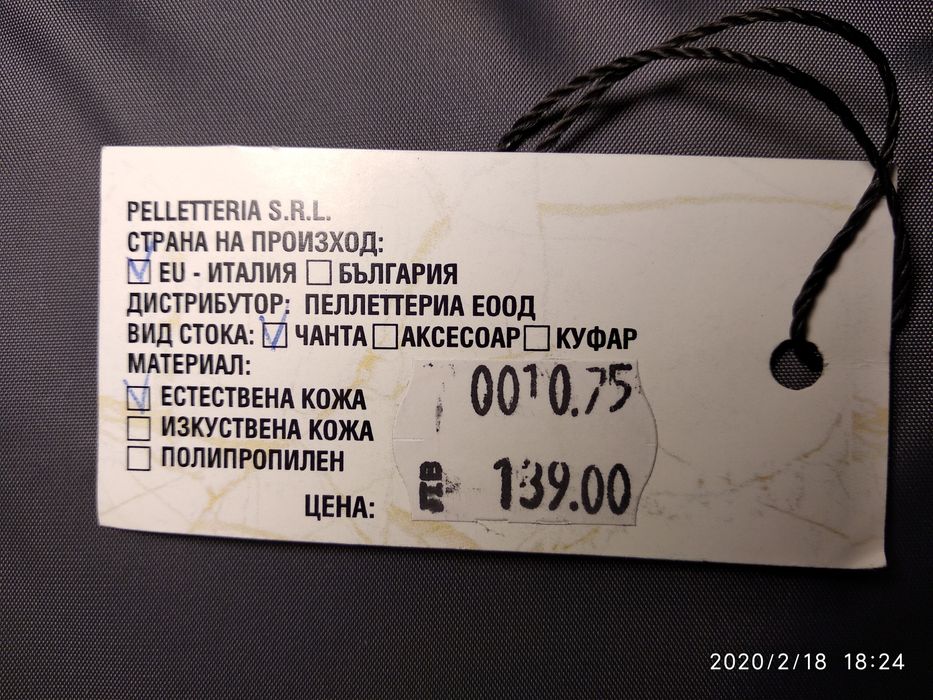 PELLETTERIA S.R.L.
СТРАНА НА ПРОИЗХОД:
☑ EU - ИТАЛИЯ ☐ БЪЛГАРИЯ
ДИСТРИБУТОР: ПЕЛЛЕТТЕРИА ЕООД
ВИД СТОКА: ☑ ЧАНТА ☐ АКСЕСОАР ☐ КУФАР
МАТЕРИАЛ:
☑ ЕСТЕСТВЕНА КОЖА
☐ ИЗКУСТВЕНА КОЖА
☐ ПОЛИПРОПИЛЕН
0010.75
ЦЕНА: ЛВ 139.00
2020/2/18 18:24